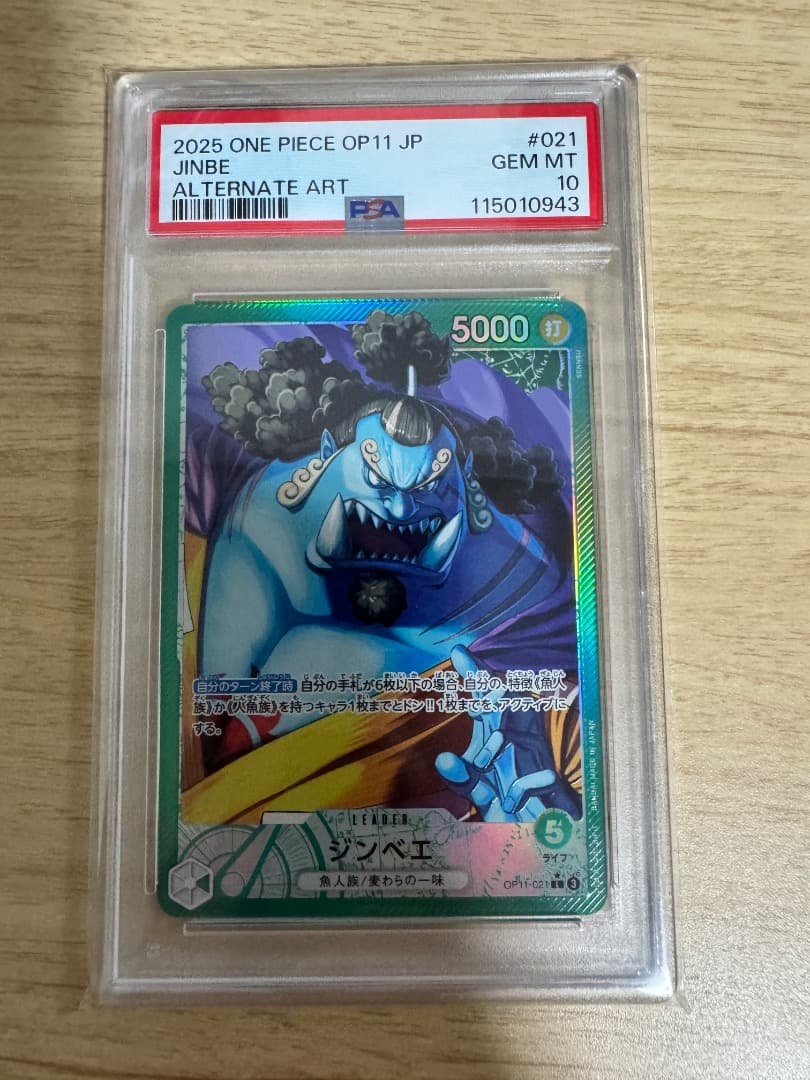 2025 ONE PIECE OP11 JP #021
JINBE GEM MT
ALTERNATE ART 10
PSA 115010943
5000 打
自分のターン終了時 自分の手札が6枚以下の場合、自分の、特徴《魚人
族》か《人魚族》を持つキャラ1枚までとドン!!1枚までを、アクティブに
する。
LEADER
5
ジンベエ
ライフ
魚人族/麦わらの一味
OP11-021 L 3
MADE IN JAPAN